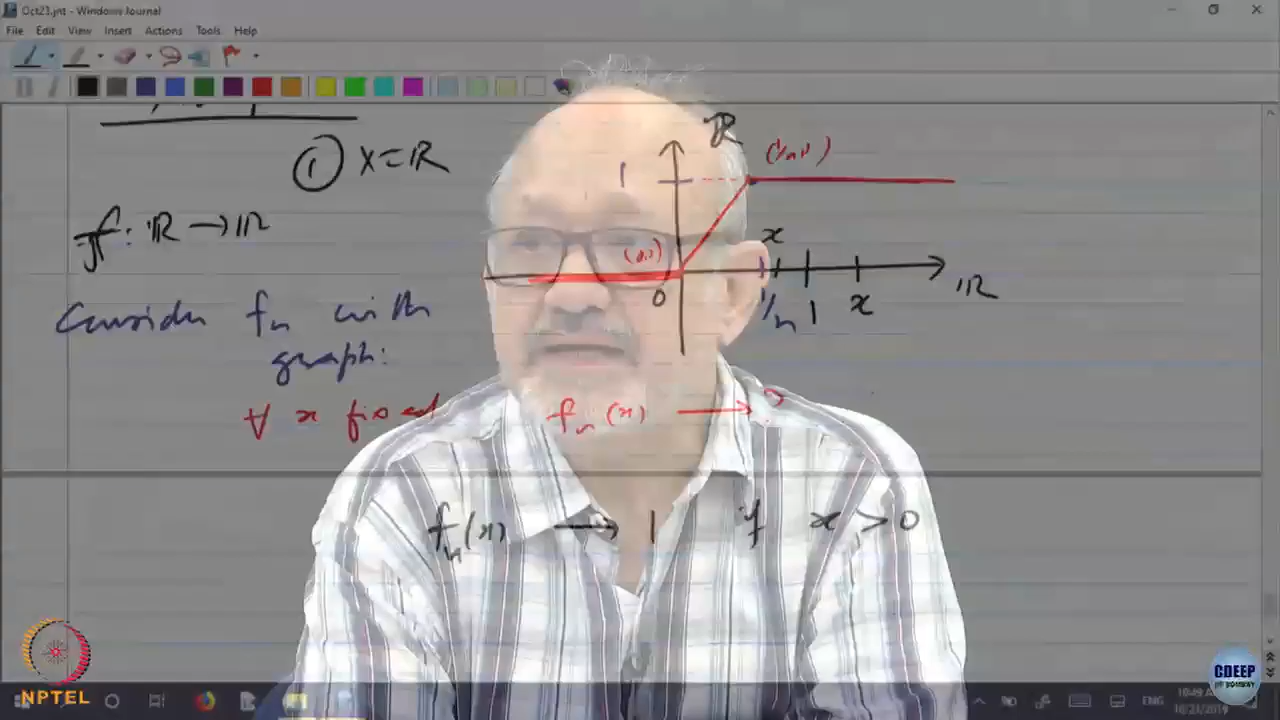 Oct23.jnt - Windows Journal
File Edit View Insert Actions Tools Help
① X = ℝ
ℝ
1
(1/n,1)
f: ℝ → ℝ
(0,0)
x
0
1/n
1
x
ℝ
Consider fn with
graph:
∀ x fixed fn(x) → ?
fn(x) → 1 if x > 0
NPTEL
CDEEP
ENG